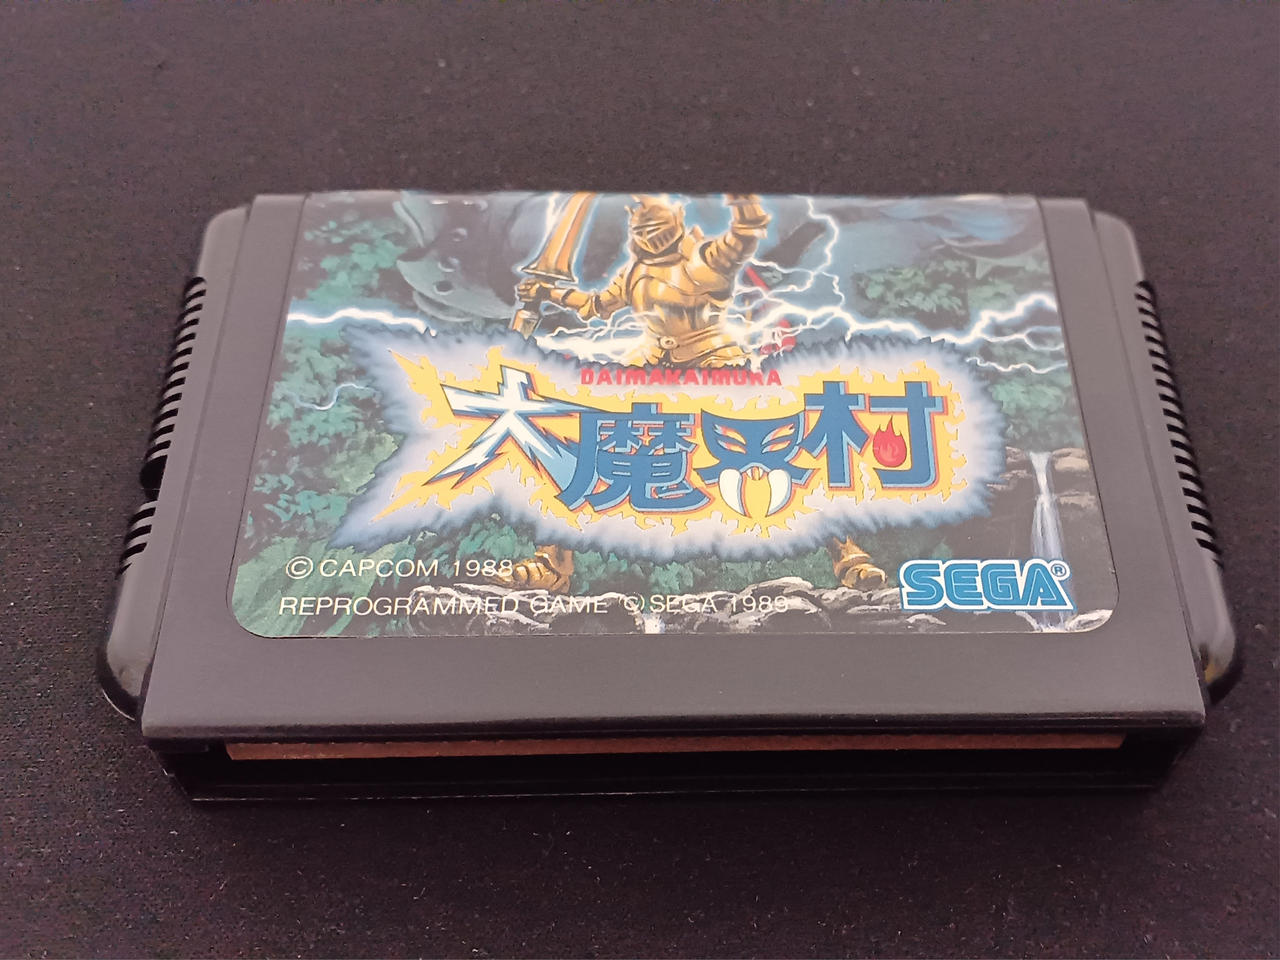 DAIMAKAIMURA
大魔界村
© CAPCOM 1988
REPROGRAMMED GAME © SEGA 1989
SEGA®